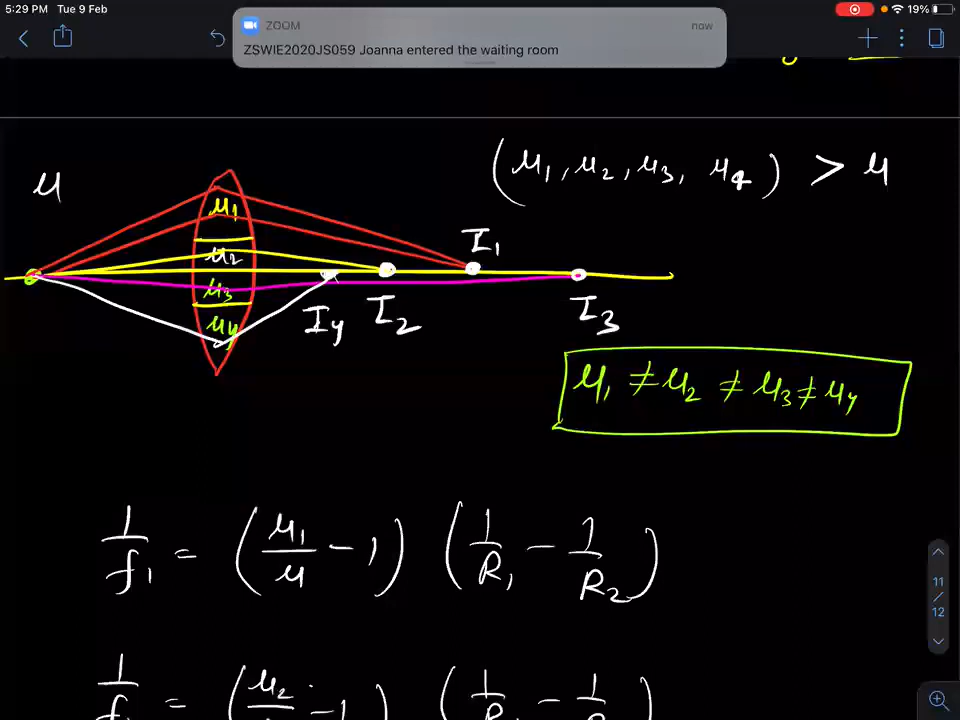 5:29 PM Tue 9 Feb 19%
ZOOM now
ZSWIE2020JS059 Joanna entered the waiting room
(μ1, μ2, μ3, μ4) > μ
μ
μ1
μ2
μ3
μ4
I1
I4 I2 I3
μ1 ≠ μ2 ≠ μ3 ≠ μ4
1/f1 = (μ1/μ - 1) (1/R1 - 1/R2)
11
/
12